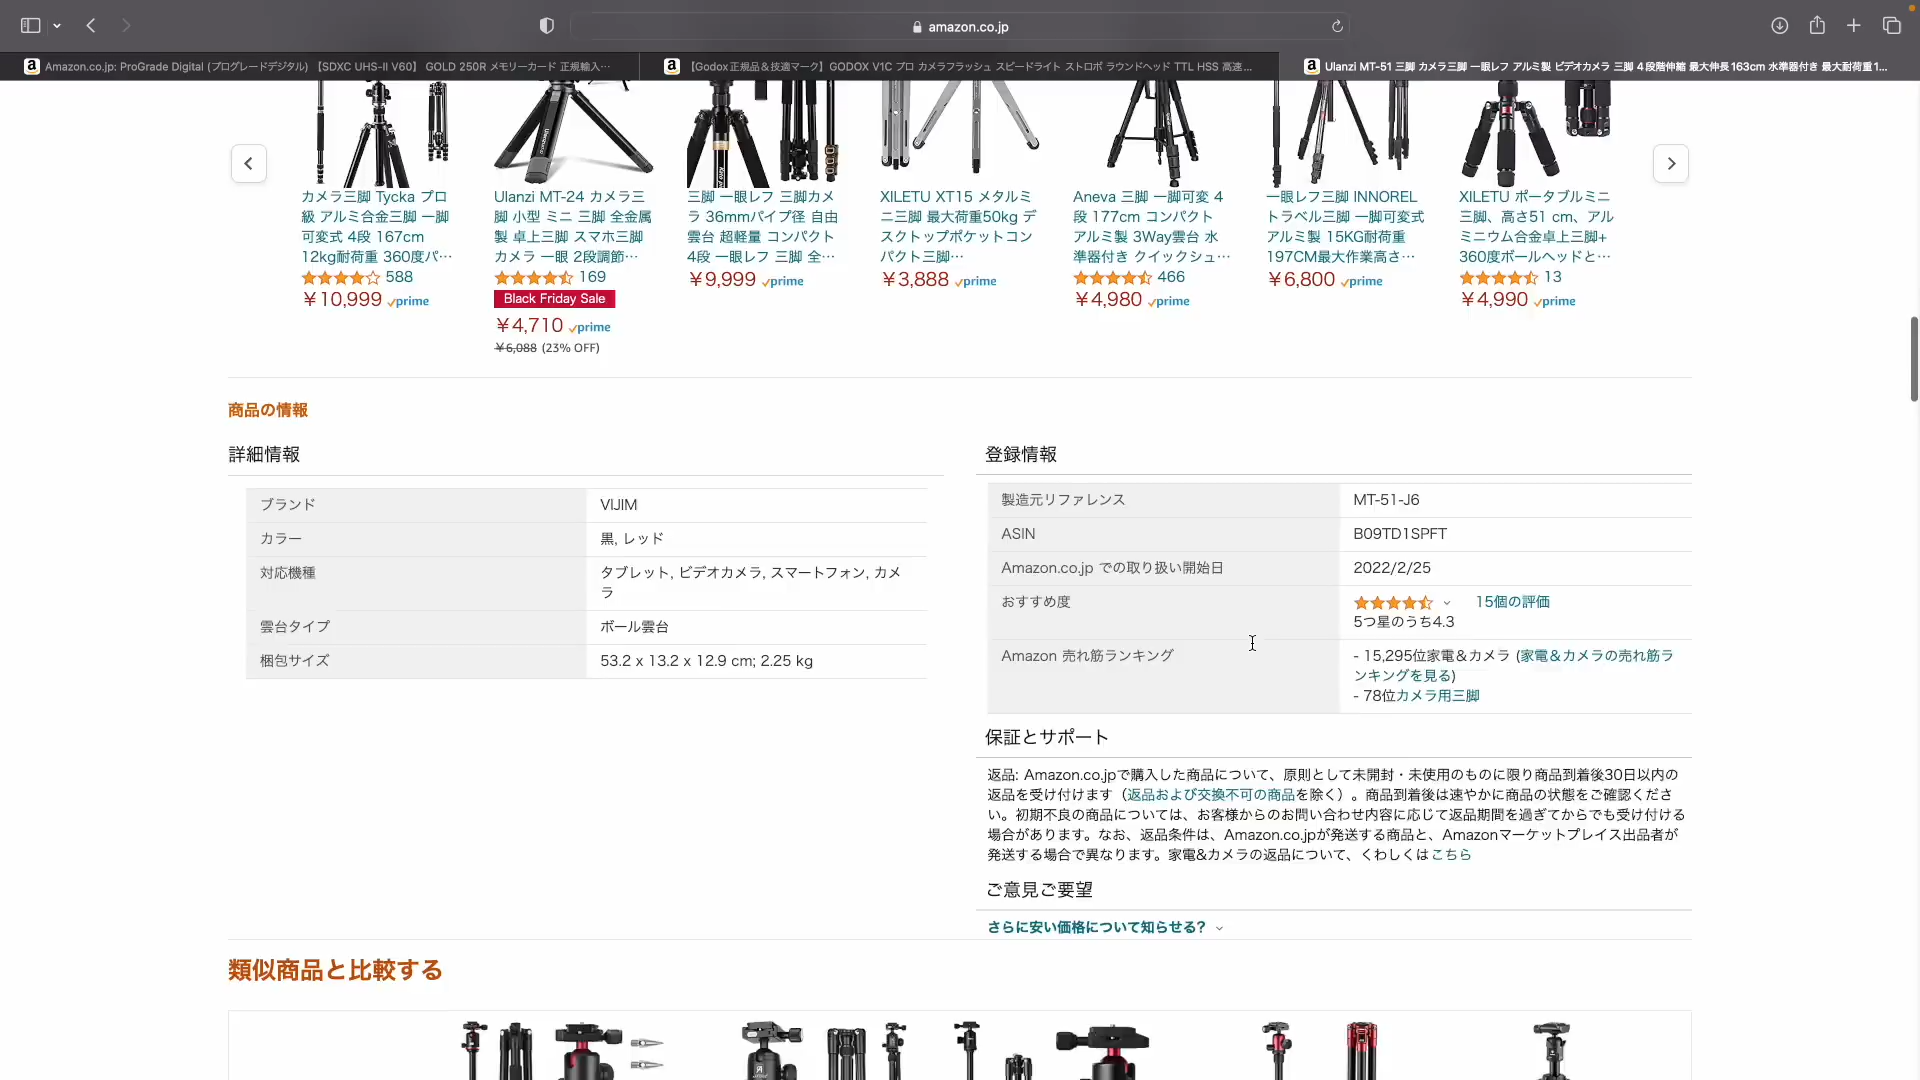 amazon.co.jp
Amazon.co.jp: ProGrade Digital (プログレードデジタル) 【SDXC UHS-II V60】 GOLD 250R メモリーカード 正規輸入…
【Godox正規品＆技適マーク】GODOX V1C プロ カメラフラッシュ スピードライト ストロボ ラウンドヘッド TTL HSS 高速…
Ulanzi MT-51 三脚 カメラ三脚 一眼レフ アルミ製 ビデオカメラ 三脚 4段階伸縮 最大伸長163cm 水準器付き 最大耐荷重1…
カメラ三脚 Tycka プロ
級 アルミ合金三脚 一脚
可変式 4段 167cm
12kg耐荷重 360度パ…
588
￥10,999 prime
Ulanzi MT-24 カメラ三
脚 小型 ミニ 三脚 全金属
製 卓上三脚 スマホ三脚
カメラ 一眼 2段調節…
169
Black Friday Sale
￥4,710 prime
￥6,088 (23% OFF)
三脚 一眼レフ 三脚カメ
ラ 36mmパイプ径 自由
雲台 超軽量 コンパクト
4段 一眼レフ 三脚 全…
￥9,999 prime
XILETU XT15 メタルミ
ニ三脚 最大荷重50kg デ
スクトップポケットコン
パクト三脚…
￥3,888 prime
Aneva 三脚 一脚可変 4
段 177cm コンパクト
アルミ製 3Way雲台 水
準器付き クイックシュ…
466
￥4,980 prime
一眼レフ三脚 INNOREL
トラベル三脚 一脚可変式
アルミ製 15KG耐荷重
197CM最大作業高さ…
￥6,800 prime
XILETU ポータブルミニ
三脚、高さ51 cm、アル
ミニウム合金卓上三脚+
360度ボールヘッドと…
13
￥4,990 prime
商品の情報
詳細情報
ブランド VIJIM
カラー 黒, レッド
対応機種 タブレット, ビデオカメラ, スマートフォン, カメ
ラ
雲台タイプ ボール雲台
梱包サイズ 53.2 x 13.2 x 12.9 cm; 2.25 kg
登録情報
製造元リファレンス MT-51-J6
ASIN B09TD1SPFT
Amazon.co.jp での取り扱い開始日 2022/2/25
おすすめ度 15個の評価
5つ星のうち4.3
Amazon 売れ筋ランキング - 15,295位家電＆カメラ (家電＆カメラの売れ筋ラ
ンキングを見る)
- 78位カメラ用三脚
保証とサポート
返品: Amazon.co.jpで購入した商品について、原則として未開封・未使用のものに限り商品到着後30日以内の
返品を受け付けます（返品および交換不可の商品を除く）。商品到着後は速やかに商品の状態をご確認くださ
い。初期不良の商品については、お客様からのお問い合わせ内容に応じて返品期間を過ぎてからでも受け付ける
場合があります。なお、返品条件は、Amazon.co.jpが発送する商品と、Amazonマーケットプレイス出品者が
発送する場合で異なります。家電&カメラの返品について、くわしくはこちら
ご意見ご要望
さらに安い価格について知らせる?
類似商品と比較する